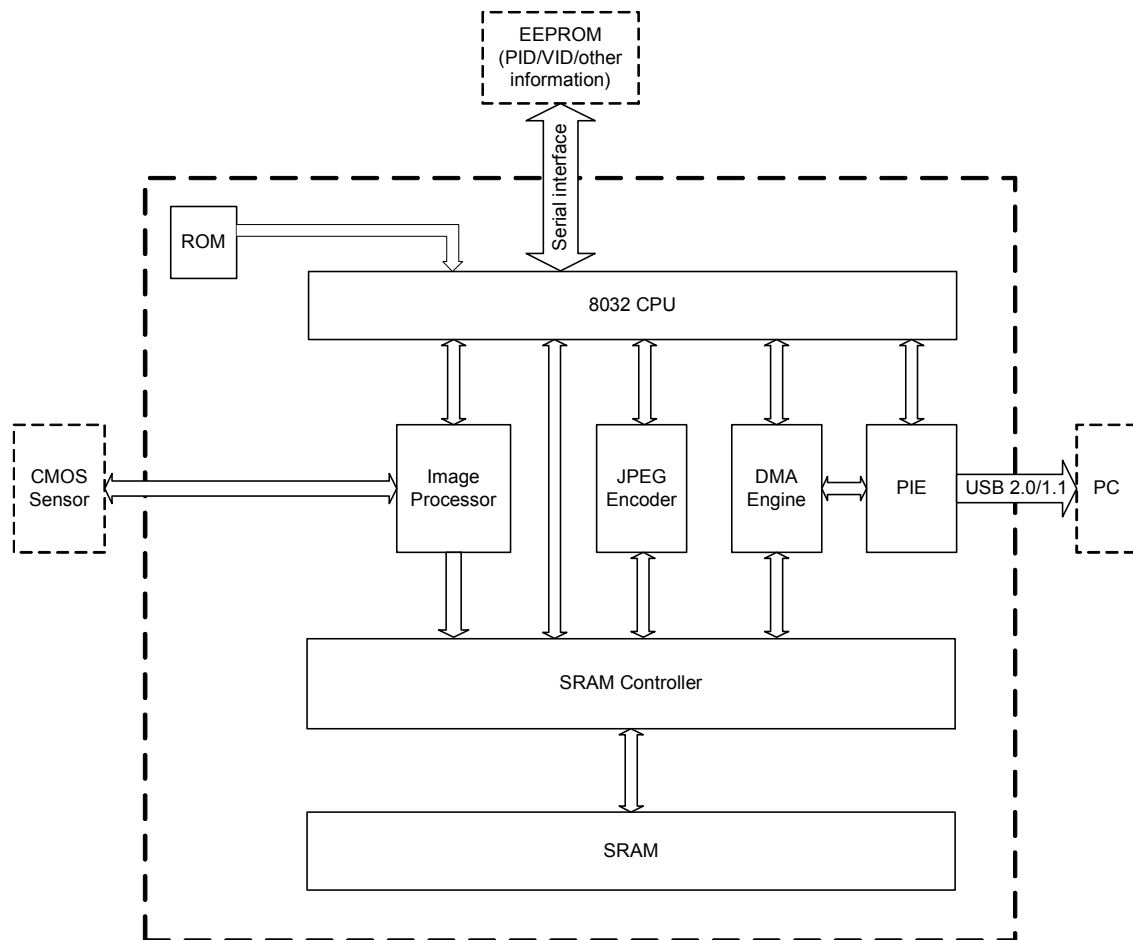 EEPROM
(PID/VID/other
information)
Serial interface
ROM
8032 CPU
CMOS
Sensor
Image
Processor
JPEG
Encoder
DMA
Engine
PIE
USB 2.0/1.1
PC
SRAM Controller
SRAM